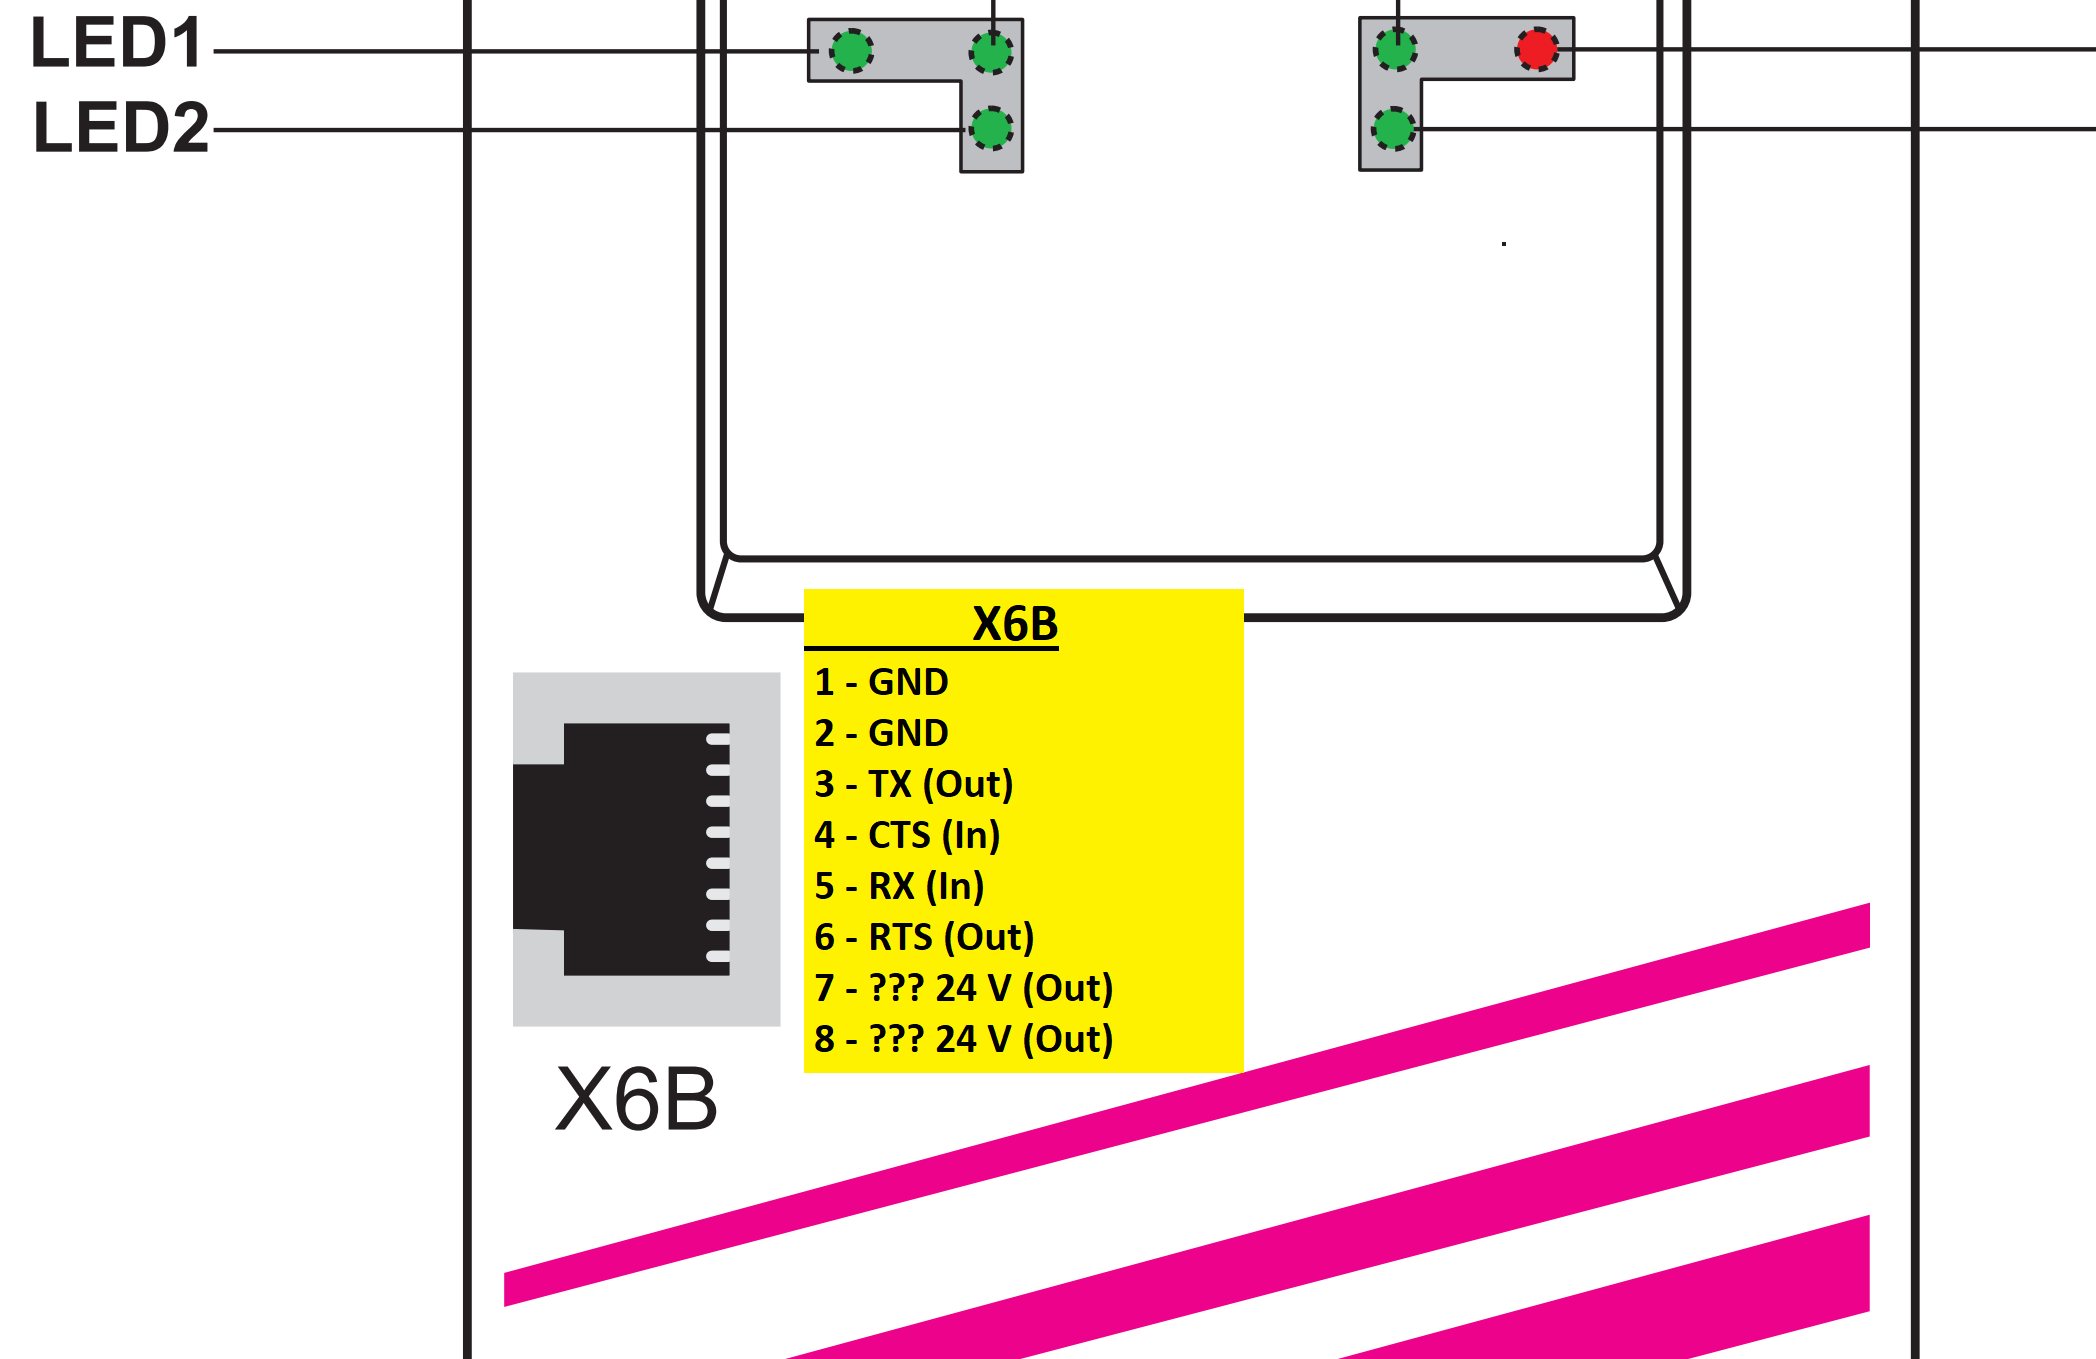 LED1
LED2
X6B
1 - GND
2 - GND
3 - TX (Out)
4 - CTS (In)
5 - RX (In)
6 - RTS (Out)
7 - ??? 24 V (Out)
8 - ??? 24 V (Out)
X6B